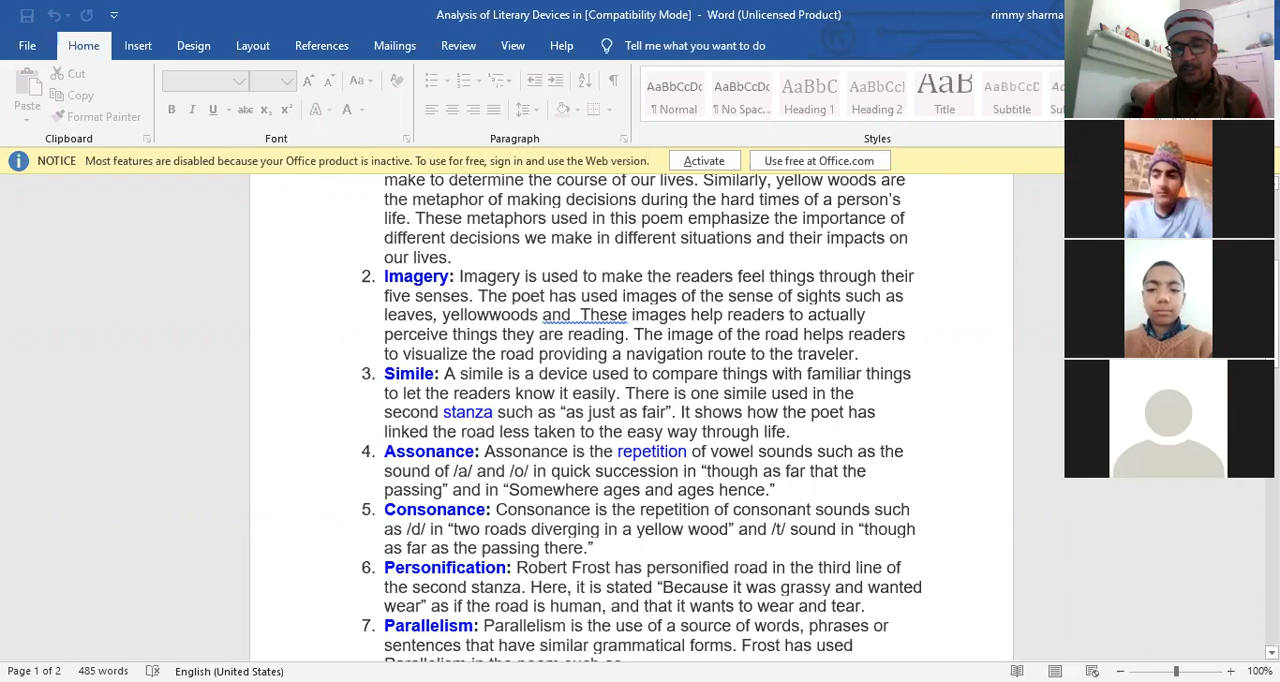 Analysis of Literary Devices in [Compatibility Mode] - Word (Unlicensed Product)
rimmy sharma
File Home Insert Design Layout References Mailings Review View Help Tell me what you want to do
Cut
Copy
Format Painter
Paste
Aa
B I U abc x₂ x² A A
AaBbCcDc AaBbCcDc AaBbC AaBbCcl AaB AaBbCcD
¶ Normal ¶ No Spac... Heading 1 Heading 2 Title Subtitle
Clipboard Font Paragraph Styles
NOTICE Most features are disabled because your Office product is inactive. To use for free, sign in and use the Web version. Activate Use free at Office.com
make to determine the course of our lives. Similarly, yellow woods are
the metaphor of making decisions during the hard times of a person's
life. These metaphors used in this poem emphasize the importance of
different decisions we make in different situations and their impacts on
our lives.
2. Imagery: Imagery is used to make the readers feel things through their
five senses. The poet has used images of the sense of sights such as
leaves, yellowwoods and  These images help readers to actually
perceive things they are reading. The image of the road helps readers
to visualize the road providing a navigation route to the traveler.
3. Simile: A simile is a device used to compare things with familiar things
to let the readers know it easily. There is one simile used in the
second stanza such as “as just as fair”. It shows how the poet has
linked the road less taken to the easy way through life.
4. Assonance: Assonance is the repetition of vowel sounds such as the
sound of /a/ and /o/ in quick succession in “though as far that the
passing” and in “Somewhere ages and ages hence.”
5. Consonance: Consonance is the repetition of consonant sounds such
as /d/ in “two roads diverging in a yellow wood” and /t/ sound in “though
as far as the passing there.”
6. Personification: Robert Frost has personified road in the third line of
the second stanza. Here, it is stated “Because it was grassy and wanted
wear” as if the road is human, and that it wants to wear and tear.
7. Parallelism: Parallelism is the use of a source of words, phrases or
sentences that have similar grammatical forms. Frost has used
Parallelism in the poem such as
Page 1 of 2 485 words English (United States) 100%